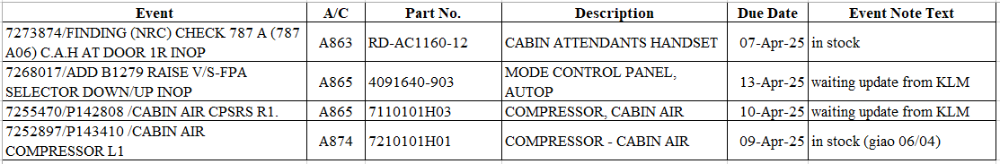 Event A/C Part No. Description Due Date Event Note Text
7273874/FINDING (NRC) CHECK 787 A (787
A06) C.A.H AT DOOR 1R INOP A863 RD-AC1160-12 CABIN ATTENDANTS HANDSET 07-Apr-25 in stock
7268017/ADD B1279 RAISE V/S-FPA
SELECTOR DOWN/UP INOP A865 4091640-903 MODE CONTROL PANEL,
AUTOP 13-Apr-25 waiting update from KLM
7255470/P142808 /CABIN AIR CPSRS R1. A865 7110101H03 COMPRESSOR, CABIN AIR 10-Apr-25 waiting update from KLM
7252897/P143410 /CABIN AIR
COMPRESSOR L1 A874 7210101H01 COMPRESSOR - CABIN AIR 09-Apr-25 in stock (giao 06/04)